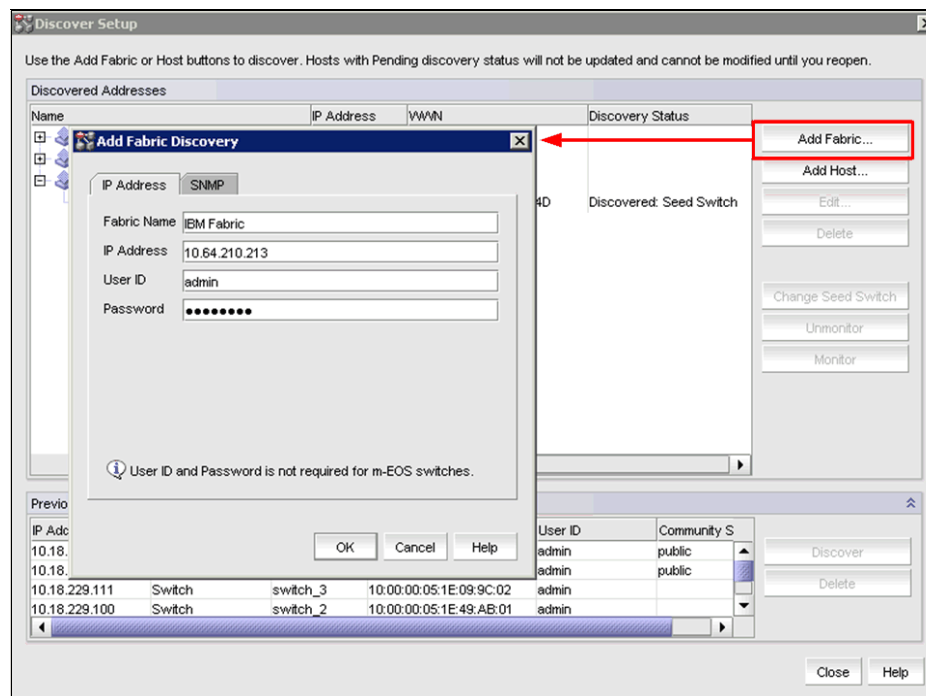 Discover Setup
Use the Add Fabric or Host buttons to discover. Hosts with Pending discovery status will not be updated and cannot be modified until you reopen.
Discovered Addresses
Name IP Address WWN Discovery Status
Add Fabric...
Add Host...
4D Discovered: Seed Switch
Edit...
Delete
Change Seed Switch
Unmonitor
Monitor
Add Fabric Discovery
IP Address SNMP
Fabric Name IBM Fabric
IP Address 10.64.210.213
User ID admin
Password ●●●●●●●●
User ID and Password is not required for m-EOS switches.
OK Cancel Help
Previo
IP Adc User ID Community S
10.18. admin public
10.18. admin public
10.18.229.111 Switch switch_3 10:00:00:05:1E:09:9C:02 admin
10.18.229.100 Switch switch_2 10:00:00:05:1E:49:AB:01 admin
Discover
Delete
Close Help